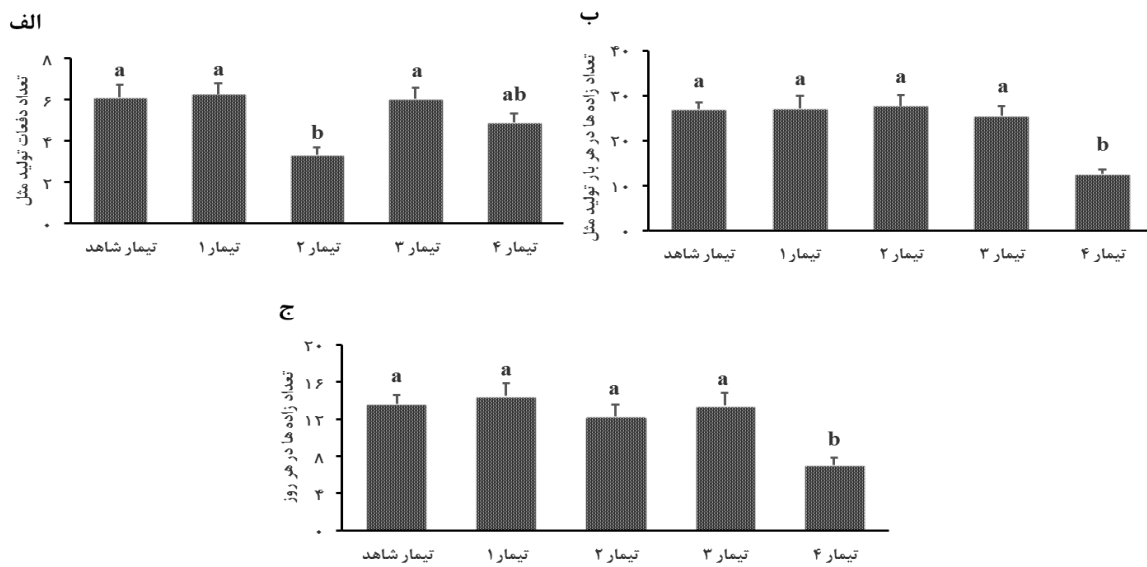 الف
تعداد دفعات تولید مثل
۸
۶
۴
۲
۰
a
a
b
a
ab
تیمار شاهد
تیمار ۱
تیمار ۲
تیمار ۳
تیمار ۴
ب
تعداد زاده ها در هر بار تولید مثل
۴۰
۳۰
۲۰
۱۰
۰
a
a
a
a
b
تیمار شاهد
تیمار ۱
تیمار ۲
تیمار ۳
تیمار ۴
ج
تعداد زاده ها در هر روز
۲۰
۱۶
۱۲
۸
۴
۰
a
a
a
a
b
تیمار شاهد
تیمار ۱
تیمار ۲
تیمار ۳
تیمار ۴